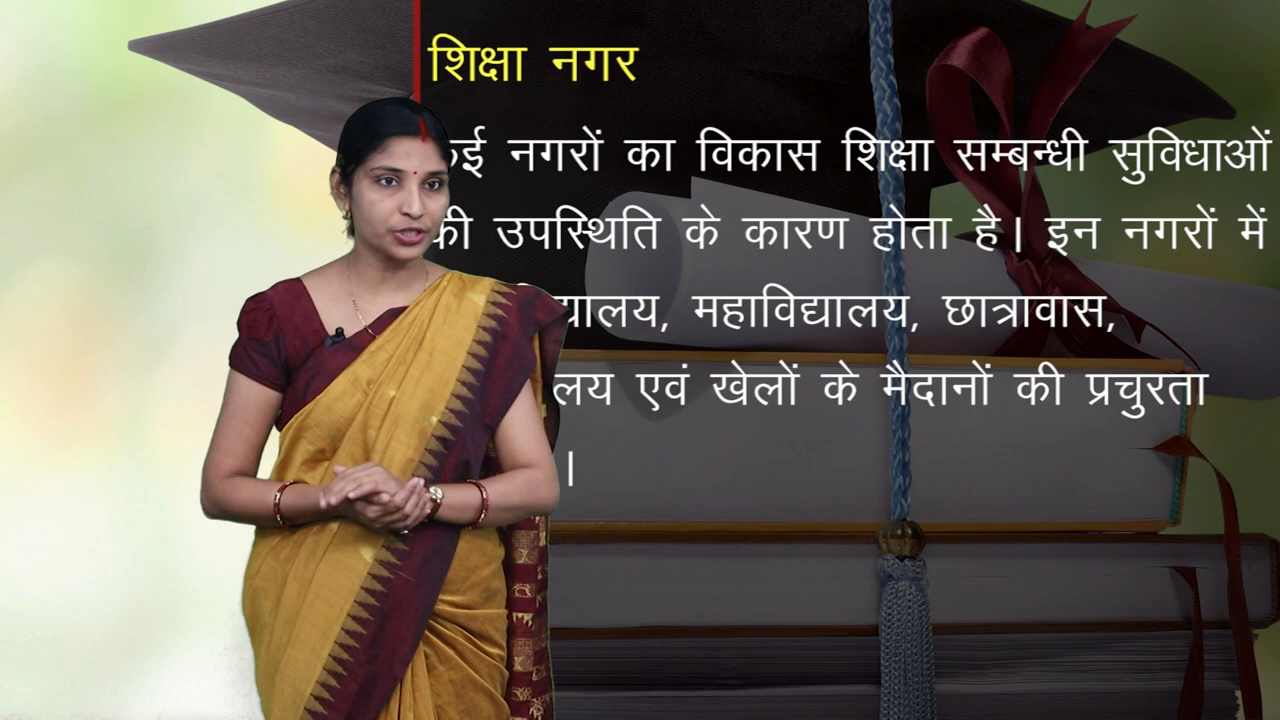 शिक्षा नगर
नगरों का विकास शिक्षा सम्बन्धी सुविधाओं
की उपस्थिति के कारण होता है। इन नगरों में
महाविद्यालय, छात्रावास,
एवं खेलों के मैदानों की प्रचुरता
।